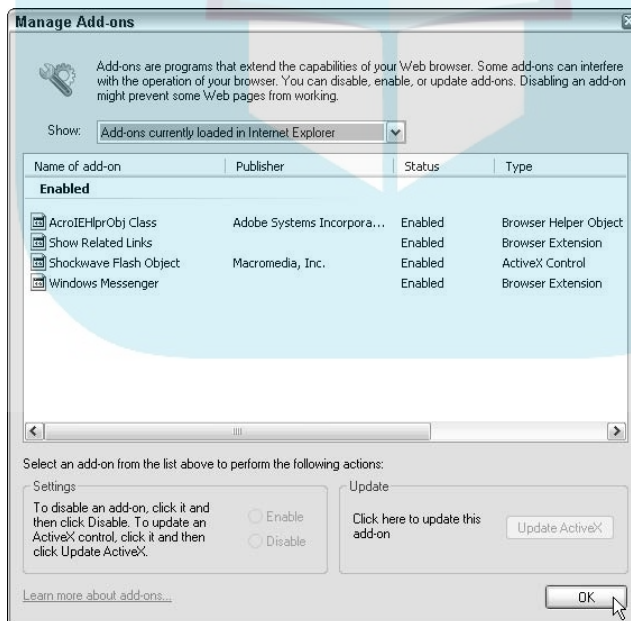 Manage Add-ons
Add-ons are programs that extend the capabilities of your Web browser. Some add-ons can interfere
with the operation of your browser. You can disable, enable, or update add-ons. Disabling an add-on
might prevent some Web pages from working.
Show: Add-ons currently loaded in Internet Explorer
Name of add-on Publisher Status Type
Enabled
AcroIEHlprObj Class Adobe Systems Incorpora... Enabled Browser Helper Object
Show Related Links Enabled Browser Extension
Shockwave Flash Object Macromedia, Inc. Enabled ActiveX Control
Windows Messenger Enabled Browser Extension
Select an add-on from the list above to perform the following actions:
Settings
To disable an add-on, click it and
then click Disable. To update an
ActiveX control, click it and then
click Update ActiveX.
Enable
Disable
Update
Click here to update this
add-on
Update ActiveX
Learn more about add-ons...
OK